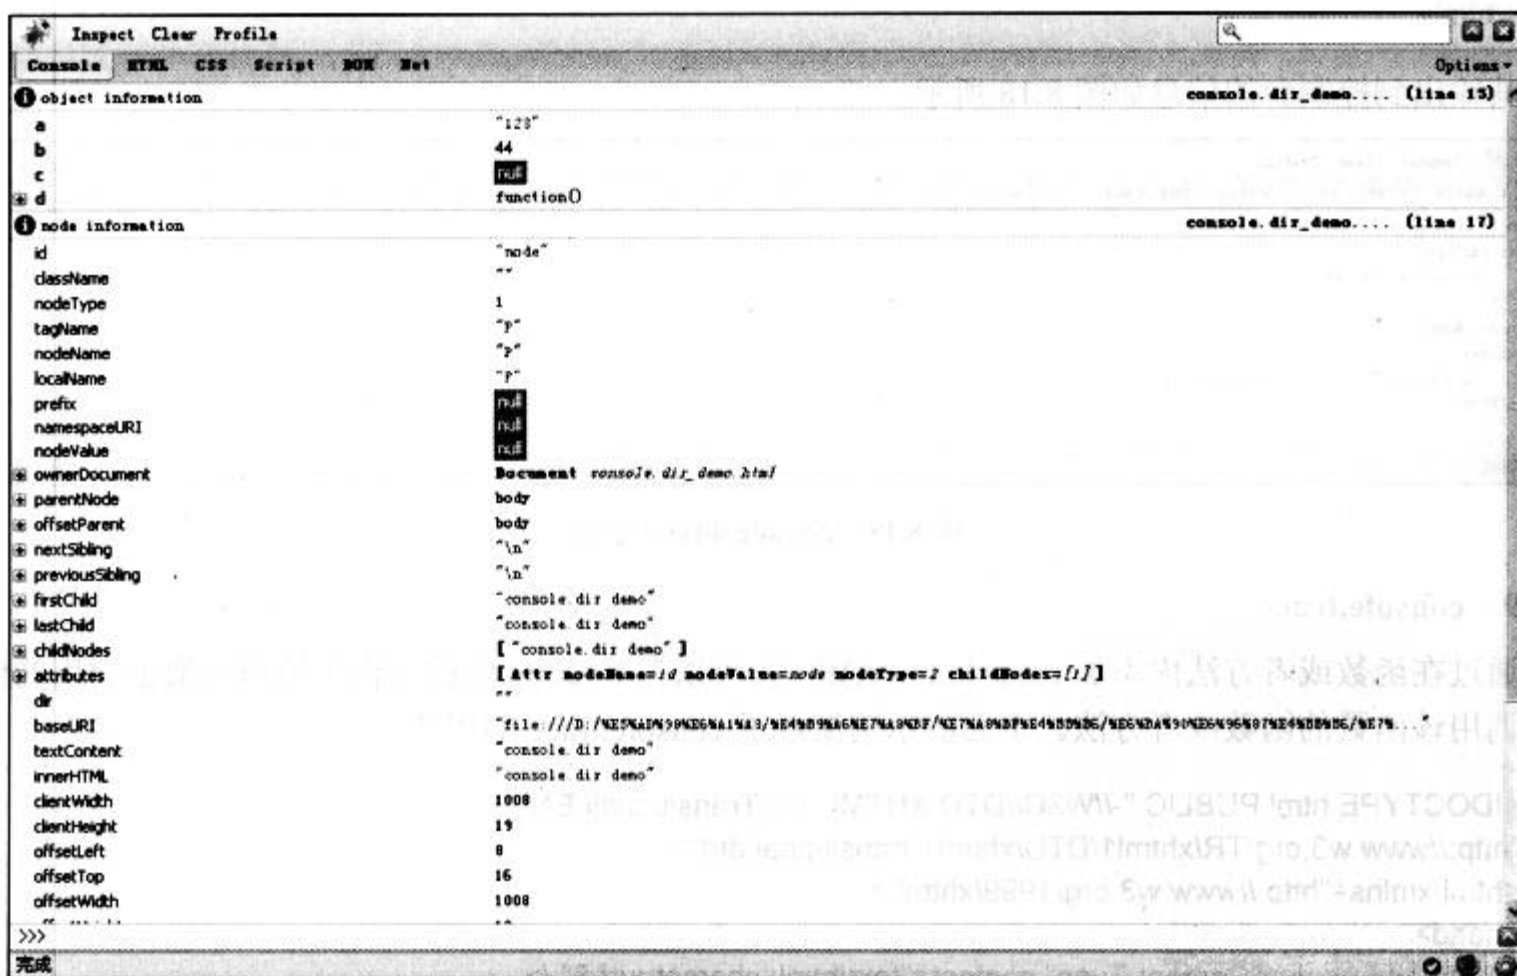 Inspect Clear Profile
Console HTML CSS Script DOM Net Options
object information console.dir_demo.... (line 15)
a "123"
b 44
c null
d function()
node information console.dir_demo.... (line 17)
id "node"
className ""
nodeType 1
tagName "P"
nodeName "P"
localName "P"
prefix null
namespaceURI null
nodeValue null
ownerDocument Document console.dir_demo.html
parentNode body
offsetParent body
nextSibling "\n"
previousSibling "\n"
firstChild "console.dir demo"
lastChild "console.dir demo"
childNodes [ "console.dir demo" ]
attributes [ Attr nodeName=id nodeValue=node nodeType=2 childNodes=[1] ]
dir ""
baseURI
textContent "console.dir demo"
innerHTML "console.dir demo"
clientWidth 1008
clientHeight 19
offsetLeft 8
offsetTop 16
offsetWidth 1008
>>>
完成